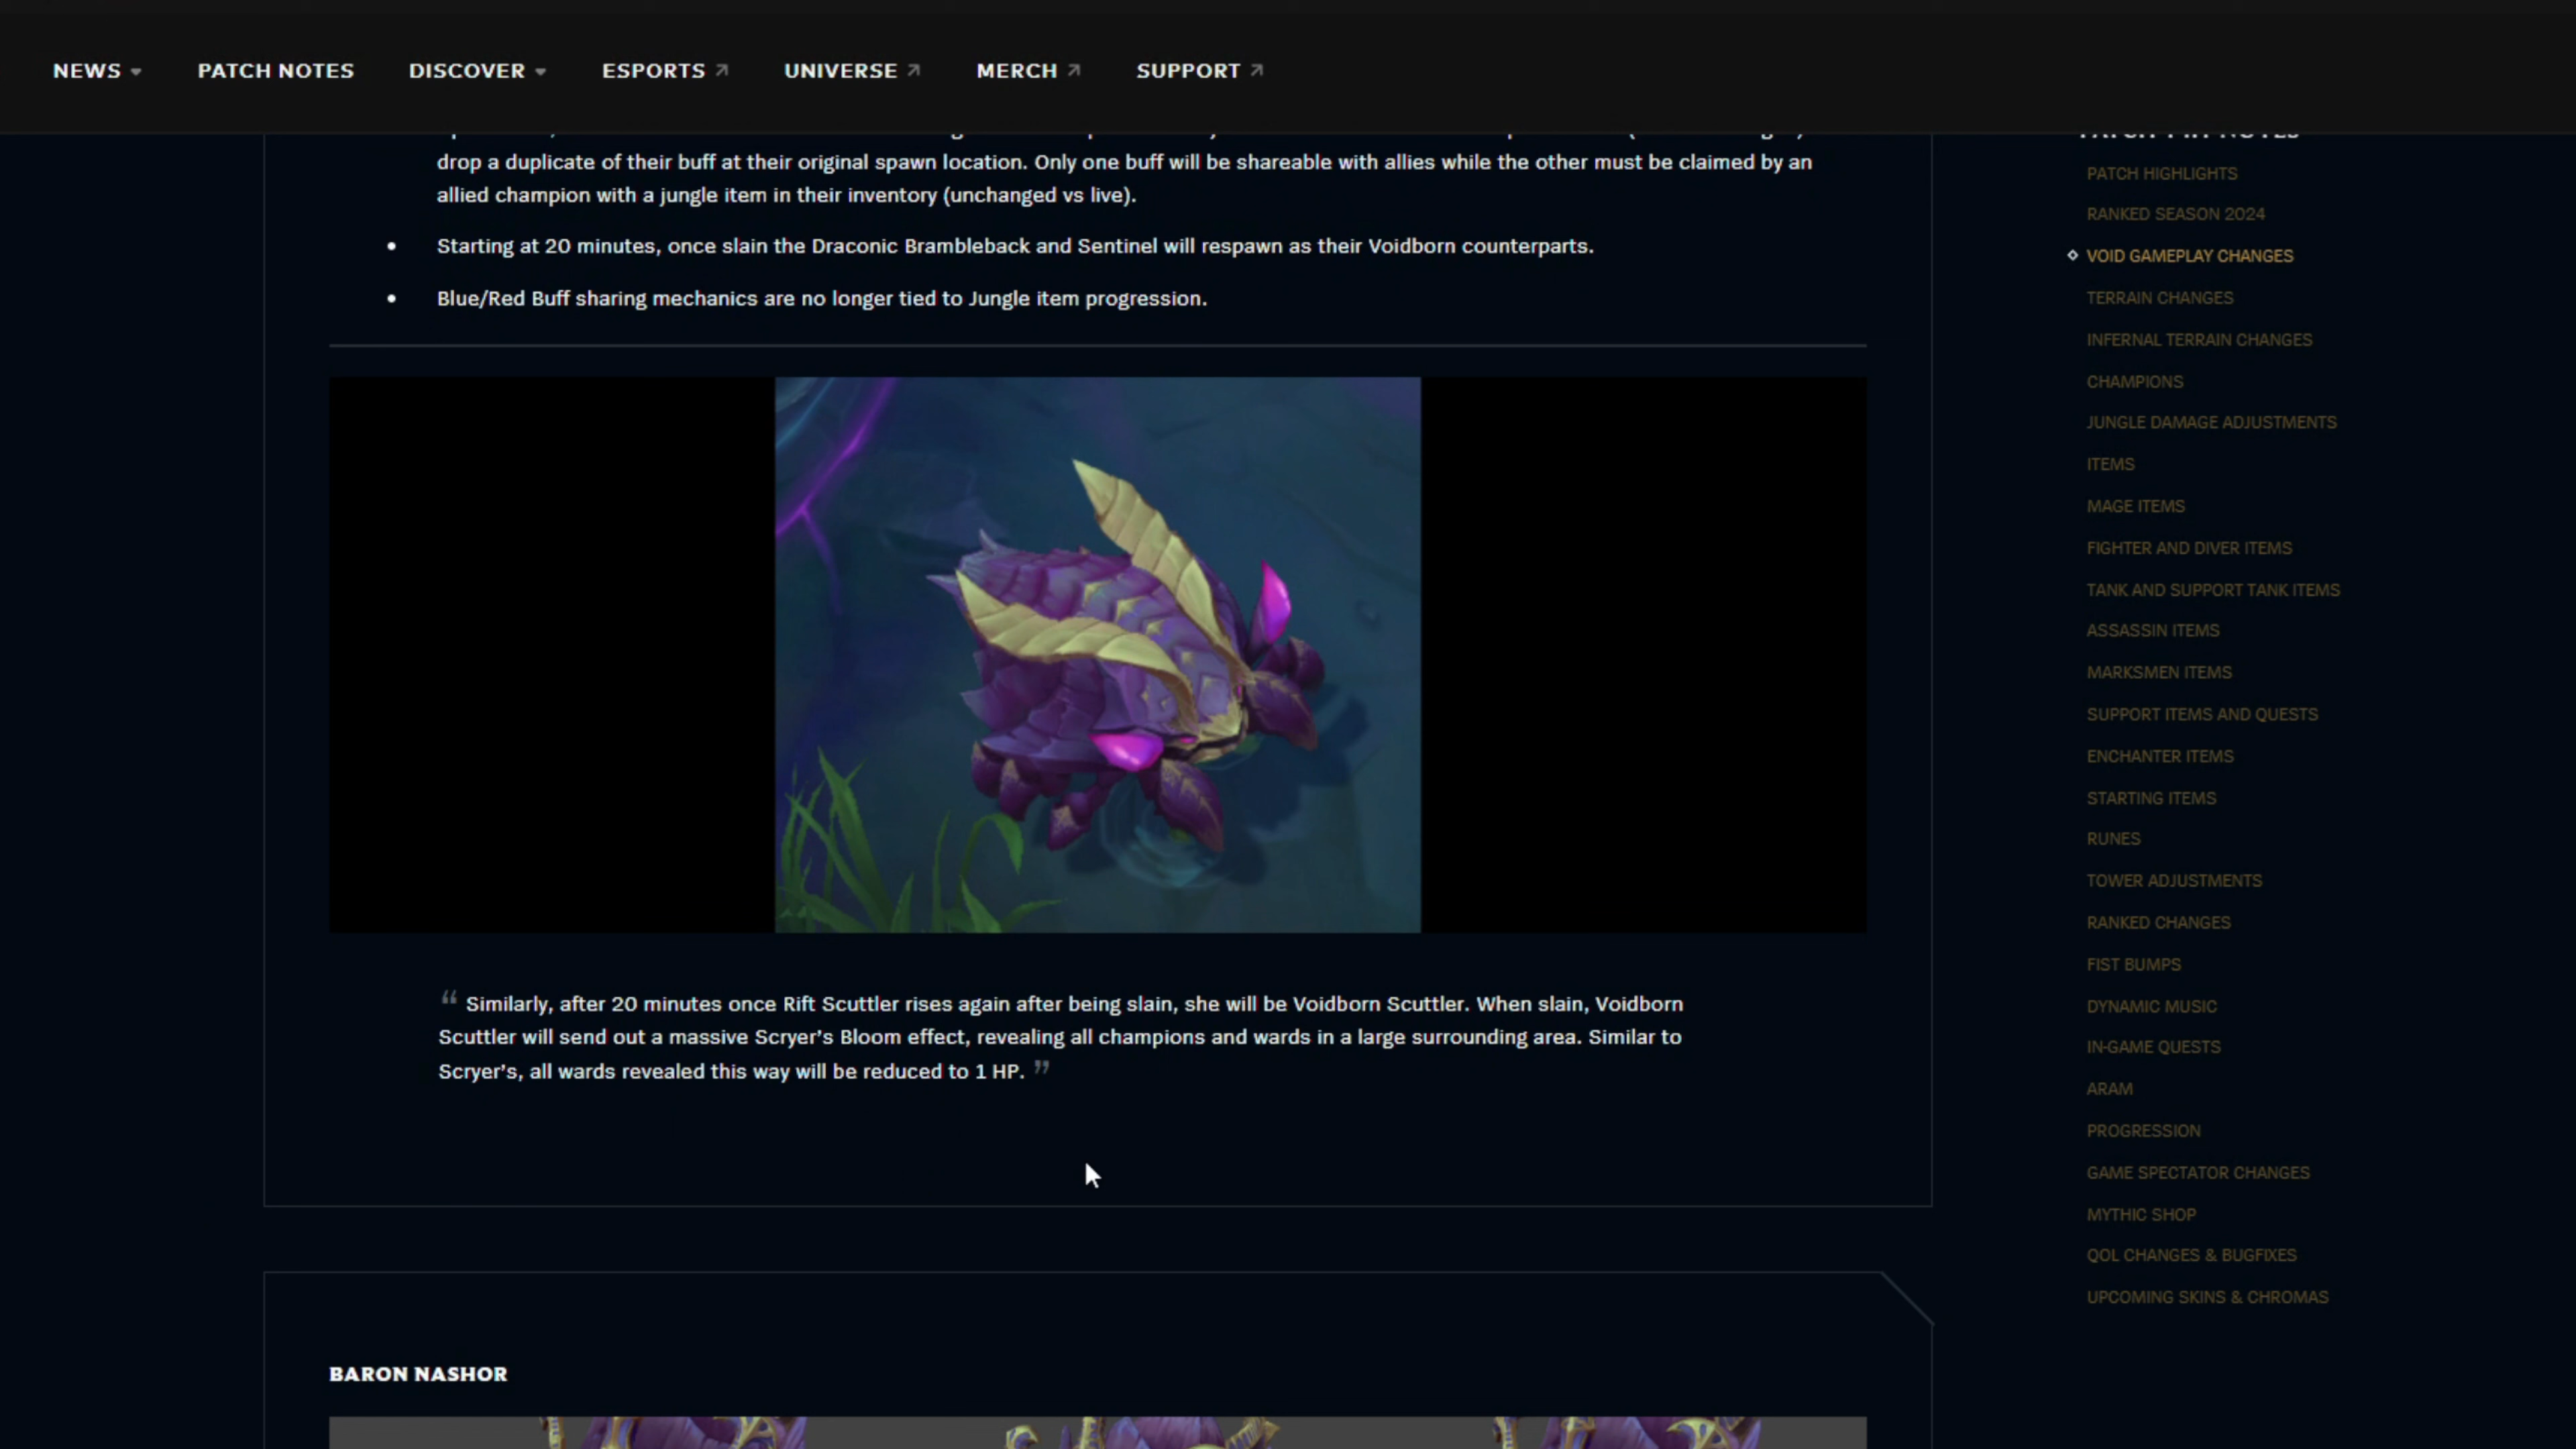 NEWS PATCH NOTES DISCOVER ESPORTS UNIVERSE MERCH SUPPORT
drop a duplicate of their buff at their original spawn location. Only one buff will be shareable with allies while the other must be claimed by an
allied champion with a jungle item in their inventory (unchanged vs live).
• Starting at 20 minutes, once slain the Draconic Brambleback and Sentinel will respawn as their Voidborn counterparts.
• Blue/Red Buff sharing mechanics are no longer tied to Jungle item progression.
“ Similarly, after 20 minutes once Rift Scuttler rises again after being slain, she will be Voidborn Scuttler. When slain, Voidborn
Scuttler will send out a massive Scryer’s Bloom effect, revealing all champions and wards in a large surrounding area. Similar to
Scryer’s, all wards revealed this way will be reduced to 1 HP. ”
BARON NASHOR
PATCH HIGHLIGHTS
RANKED SEASON 2024
VOID GAMEPLAY CHANGES
TERRAIN CHANGES
INFERNAL TERRAIN CHANGES
CHAMPIONS
JUNGLE DAMAGE ADJUSTMENTS
ITEMS
MAGE ITEMS
FIGHTER AND DIVER ITEMS
TANK AND SUPPORT TANK ITEMS
ASSASSIN ITEMS
MARKSMEN ITEMS
SUPPORT ITEMS AND QUESTS
ENCHANTER ITEMS
STARTING ITEMS
RUNES
TOWER ADJUSTMENTS
RANKED CHANGES
FIST BUMPS
DYNAMIC MUSIC
IN-GAME QUESTS
ARAM
PROGRESSION
GAME SPECTATOR CHANGES
MYTHIC SHOP
QOL CHANGES & BUGFIXES
UPCOMING SKINS & CHROMAS